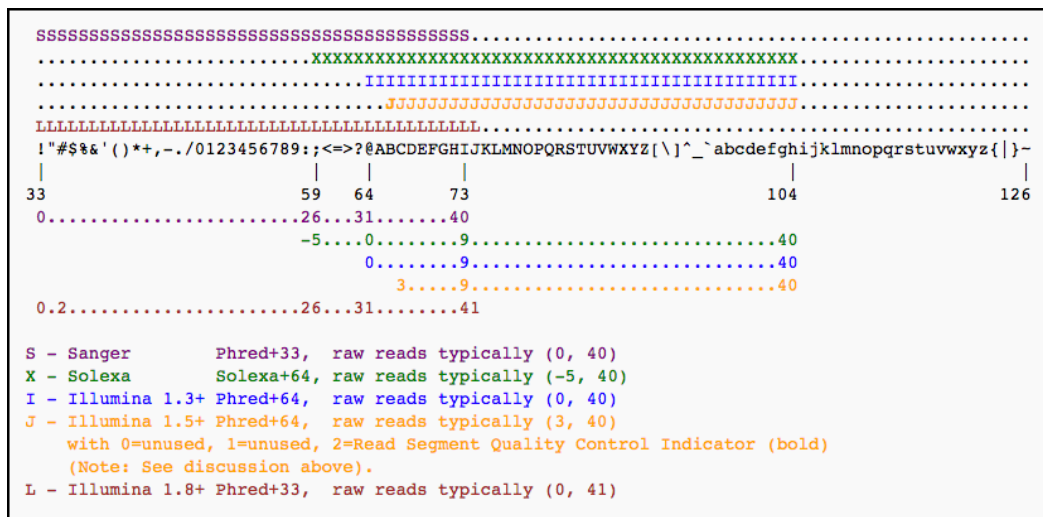 SSSSSSSSSSSSSSSSSSSSSSSSSSSSSSSSSSSSSSSSS.....................................................
..........................XXXXXXXXXXXXXXXXXXXXXXXXXXXXXXXXXXXXXXXXXXXXXX......................
...............................IIIIIIIIIIIIIIIIIIIIIIIIIIIIIIIIIIIIIIIII......................
.................................JJJJJJJJJJJJJJJJJJJJJJJJJJJJJJJJJJJJJJJ......................
LLLLLLLLLLLLLLLLLLLLLLLLLLLLLLLLLLLLLLLLLL....................................................
!"#$%&'()*+,-./0123456789:;<=>?@ABCDEFGHIJKLMNOPQRSTUVWXYZ[\]^_`abcdefghijklmnopqrstuvwxyz{|}~
|                         |    |        |                              |                     |
33                        59   64       73                            104                   126
0........................26...31.......40
-5....0........9.............................40
0........9.............................40
3.....9.............................40
0.2......................26...31........41
S - Sanger        Phred+33,  raw reads typically (0, 40)
X - Solexa        Solexa+64, raw reads typically (-5, 40)
I - Illumina 1.3+ Phred+64,  raw reads typically (0, 40)
J - Illumina 1.5+ Phred+64,  raw reads typically (3, 40)
with 0=unused, 1=unused, 2=Read Segment Quality Control Indicator (bold)
(Note: See discussion above).
L - Illumina 1.8+ Phred+33,  raw reads typically (0, 41)